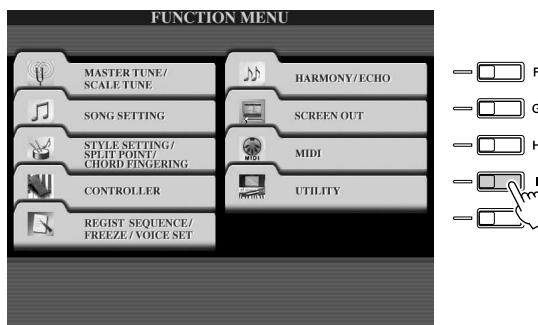 FUNCTION MENU
MASTER TUNE/
SCALE TUNE
SONG SETTING
STYLE SETTING/
SPLIT POINT/
CHORD FINGERING
CONTROLLER
REGIST SEQUENCE/
FREEZE / VOICE SET
HARMONY/ ECHO
SCREEN OUT
MIDI
MIDI
UTILITY
F
G
H